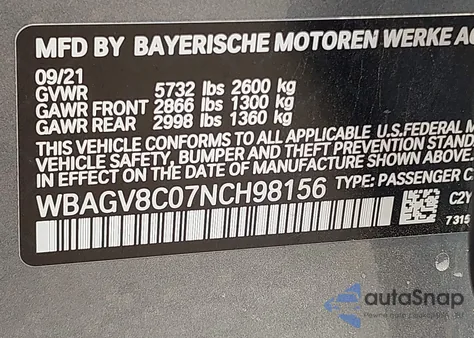 MFD BY BAYERISCHE MOTOREN WERKE AG
09/21
GVWR 5732 lbs 2600 kg
GAWR FRONT 2866 lbs 1300 kg
GAWR REAR 2998 lbs 1360 kg
THIS VEHICLE CONFORMS TO ALL APPLICABLE U.S.FEDERAL M
VEHICLE SAFETY, BUMPER AND THEFT PREVENTION STAND
IN EFFECT ON THE DATE OF MANUFACTURE SHOWN ABOVE.
WBAGV8C07NCH98156 TYPE: PASSENGER C
C2Y
731
autoSnap